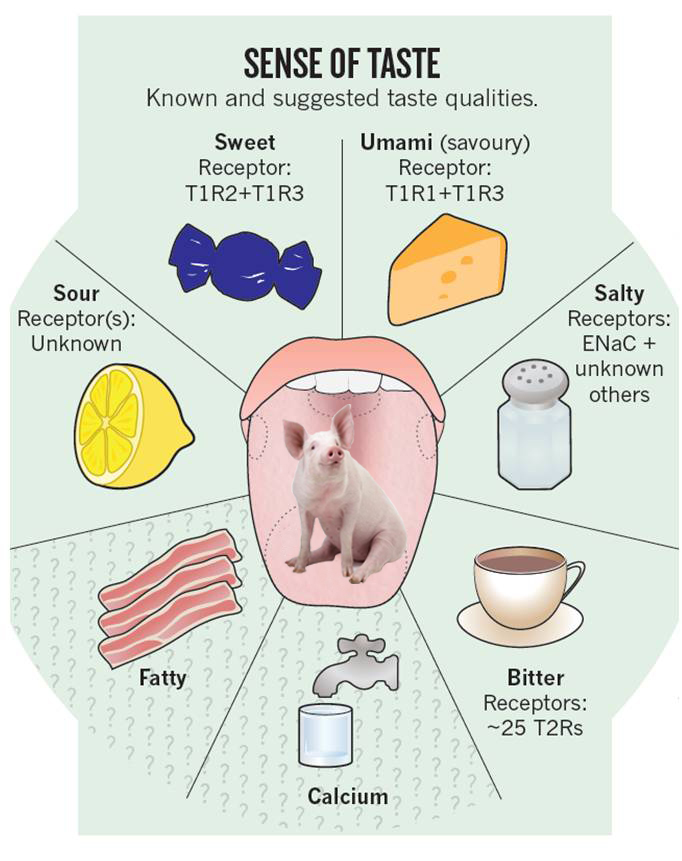 SENSE OF TASTE
Known and suggested taste qualities.
Sweet
Receptor:
T1R2+T1R3
Umami (savoury)
Receptor:
T1R1+T1R3
Sour
Receptor(s):
Unknown
Salty
Receptors:
ENaC +
unknown
others
Fatty
Calcium
Bitter
Receptors:
~25 T2Rs